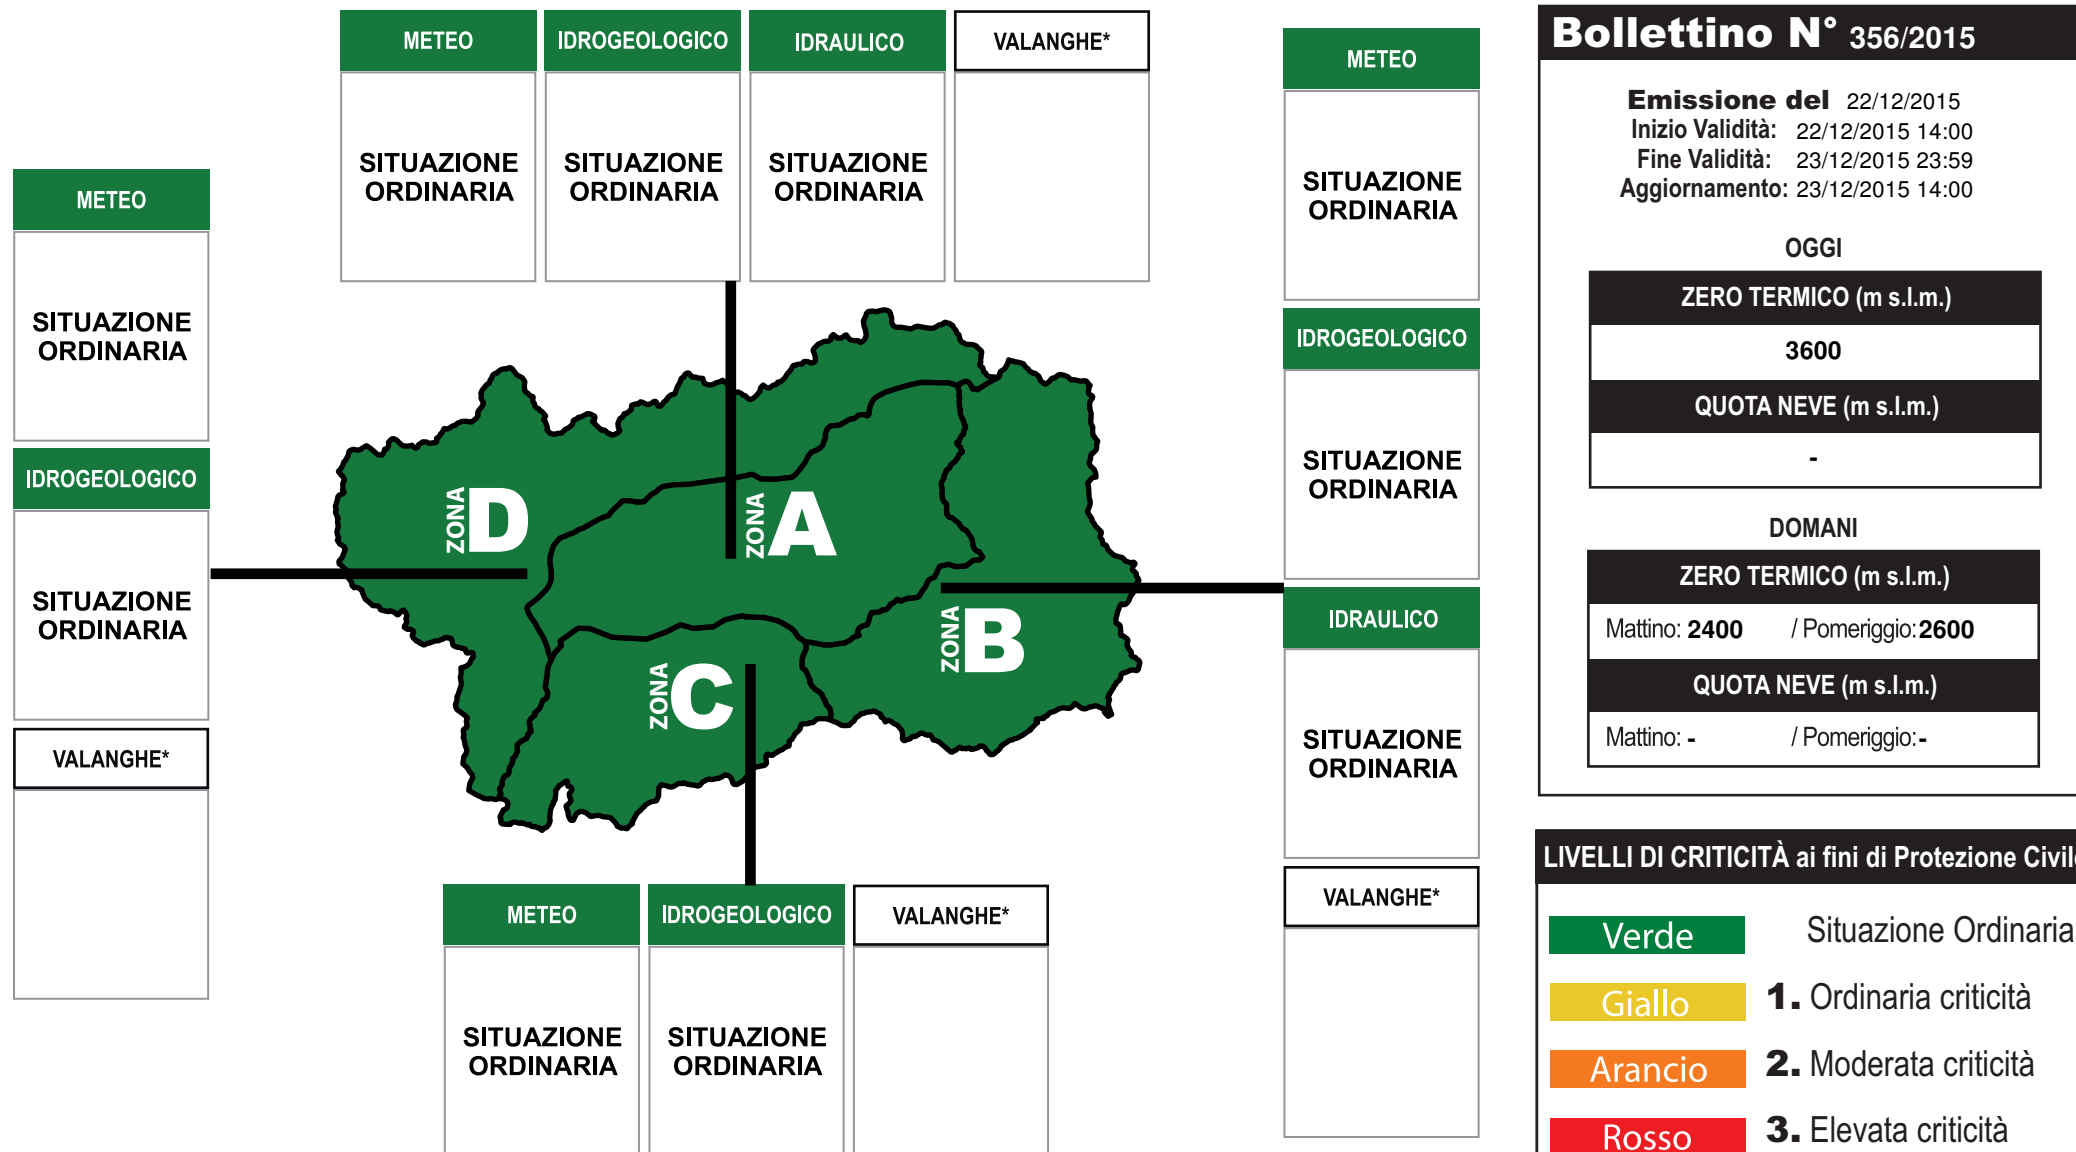 METEO IDROGEOLOGICO IDRAULICO VALANGHE*
SITUAZIONE ORDINARIA SITUAZIONE ORDINARIA SITUAZIONE ORDINARIA
METEO
SITUAZIONE
ORDINARIA
IDROGEOLOGICO
SITUAZIONE
ORDINARIA
VALANGHE*
ZONA D
ZONA A
ZONA B
ZONA C
METEO
SITUAZIONE
ORDINARIA
IDROGEOLOGICO
SITUAZIONE
ORDINARIA
IDRAULICO
SITUAZIONE
ORDINARIA
VALANGHE*
METEO IDROGEOLOGICO VALANGHE*
SITUAZIONE ORDINARIA SITUAZIONE ORDINARIA
Bollettino N° 356/2015
Emissione del 22/12/2015
Inizio Validità: 22/12/2015 14:00
Fine Validità: 23/12/2015 23:59
Aggiornamento: 23/12/2015 14:00
OGGI
ZERO TERMICO (m s.l.m.)
3600
QUOTA NEVE (m s.l.m.)
-
DOMANI
ZERO TERMICO (m s.l.m.)
Mattino: 2400 / Pomeriggio: 2600
QUOTA NEVE (m s.l.m.)
Mattino: - / Pomeriggio: -
LIVELLI DI CRITICITÀ ai fini di Protezione Civile
Verde Situazione Ordinaria
Giallo 1. Ordinaria criticità
Arancio 2. Moderata criticità
Rosso 3. Elevata criticità